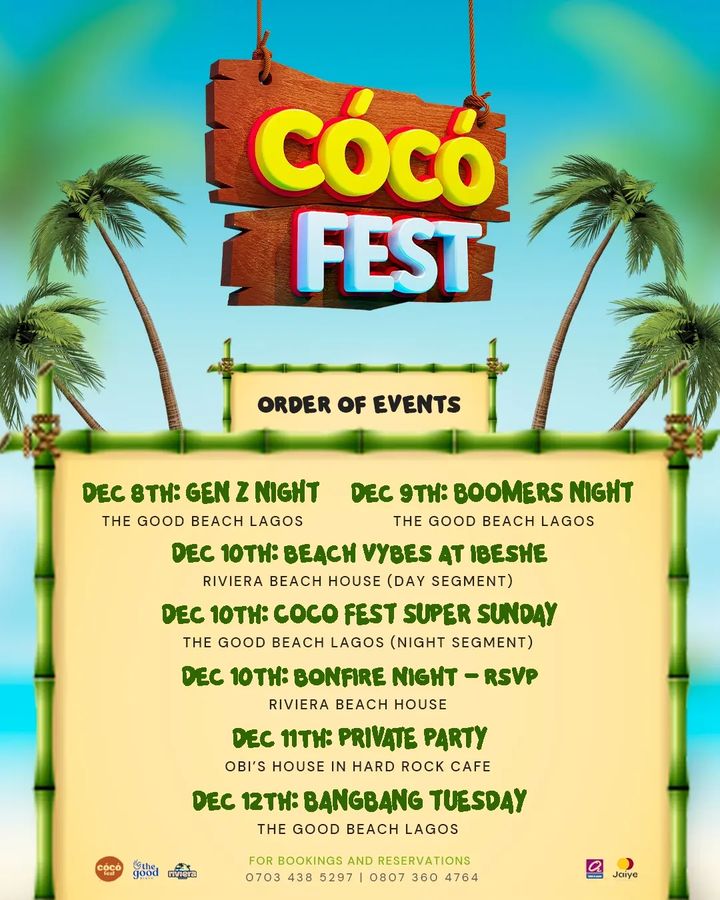 CÓCÓ
FEST
ORDER OF EVENTS
DEC 8TH: GEN Z NIGHT
THE GOOD BEACH LAGOS
DEC 9TH: BOOMERS NIGHT
THE GOOD BEACH LAGOS
DEC 10TH: BEACH VYBES AT IBESHE
RIVIERA BEACH HOUSE (DAY SEGMENT)
DEC 10TH: COCO FEST SUPER SUNDAY
THE GOOD BEACH LAGOS (NIGHT SEGMENT)
DEC 10TH: BONFIRE NIGHT – RSVP
RIVIERA BEACH HOUSE
DEC 11TH: PRIVATE PARTY
OBI'S HOUSE IN HARD ROCK CAFE
DEC 12TH: BANGBANG TUESDAY
THE GOOD BEACH LAGOS
FOR BOOKINGS AND RESERVATIONS
0703 438 5297 | 0807 360 4764
cócó
fest
the
good
riviera
Jaiye